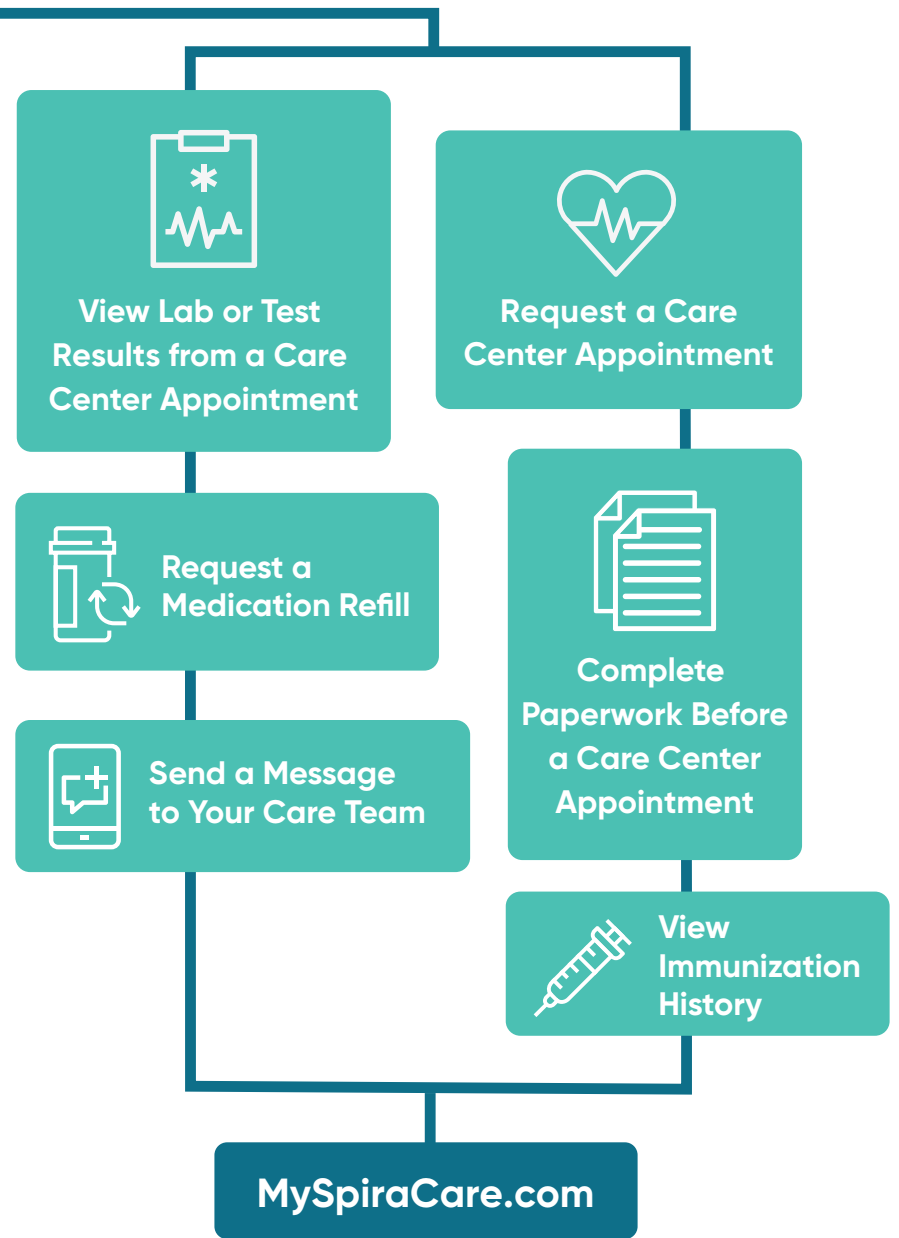 View Lab or Test
Results from a Care
Center Appointment
Request a
Medication Refill
Send a Message
to Your Care Team
Request a Care
Center Appointment
Complete
Paperwork Before
a Care Center
Appointment
View
Immunization
History
MySpiraCare.com